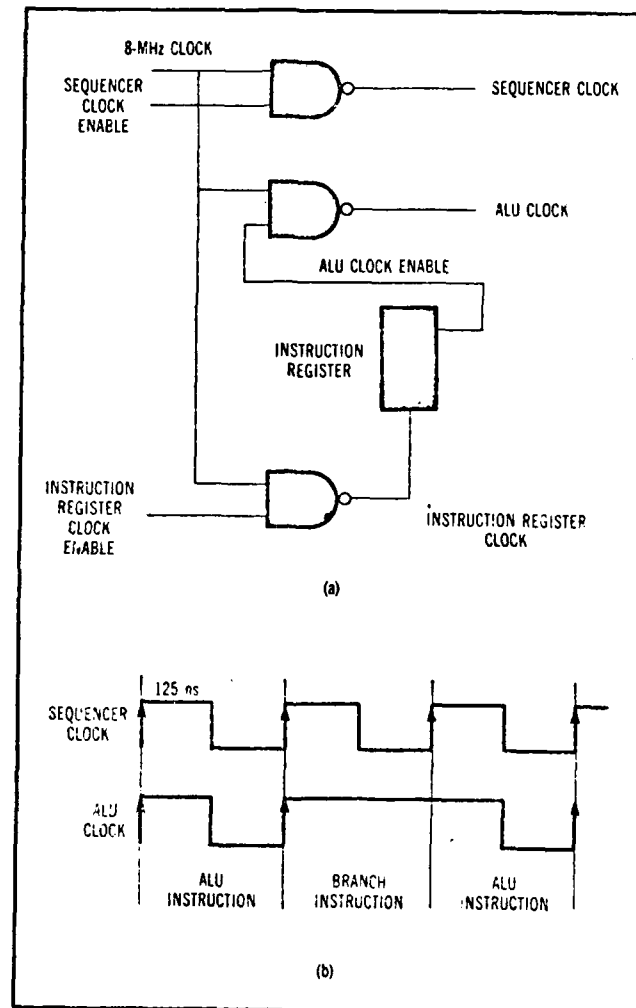 8-MHz CLOCK
SEQUENCER
CLOCK
ENABLE
SEQUENCER CLOCK
ALU CLOCK
ALU CLOCK ENABLE
INSTRUCTION
REGISTER
INSTRUCTION
REGISTER
CLOCK
ENABLE
INSTRUCTION REGISTER
CLOCK
(a)
125 ns
SEQUENCER
CLOCK
ALU
CLOCK
ALU
INSTRUCTION
BRANCH
INSTRUCTION
ALU
INSTRUCTION
(b)